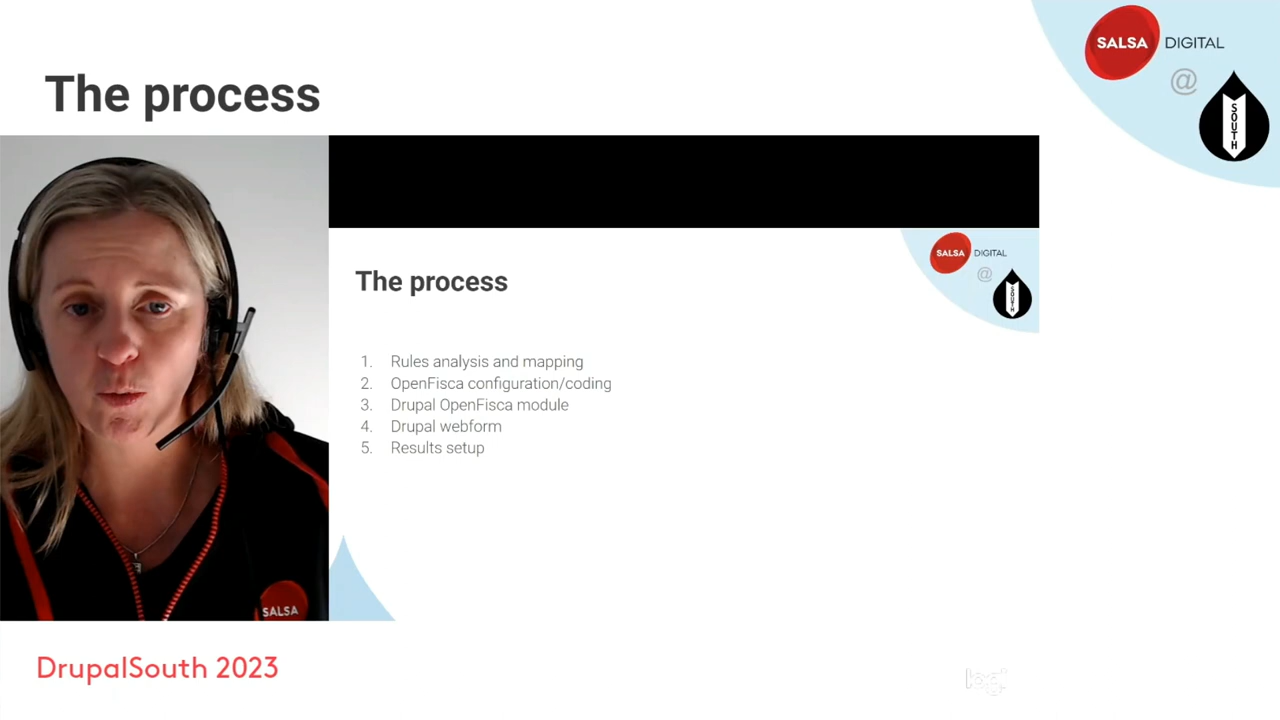 The process
SALSA DIGITAL
@
SOUTH
The process
SALSA DIGITAL
@
SOUTH
1. Rules analysis and mapping
2. OpenFisca configuration/coding
3. Drupal OpenFisca module
4. Drupal webform
5. Results setup
SALSA
DrupalSouth 2023